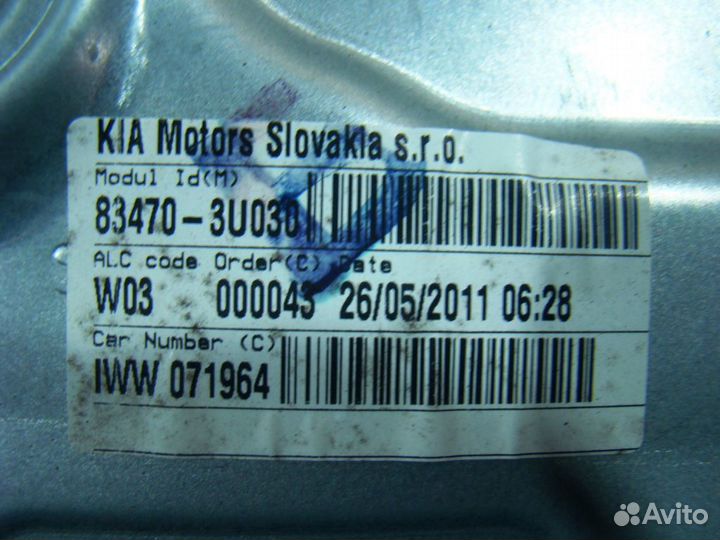 KIA Motors Slovakia s.r.o.
Modul Id(M)
83470-3U030
ALC code Order(C) Date
W03 000043 26/05/2011 06:28
Car Number (C)
IWW 071964
Avito